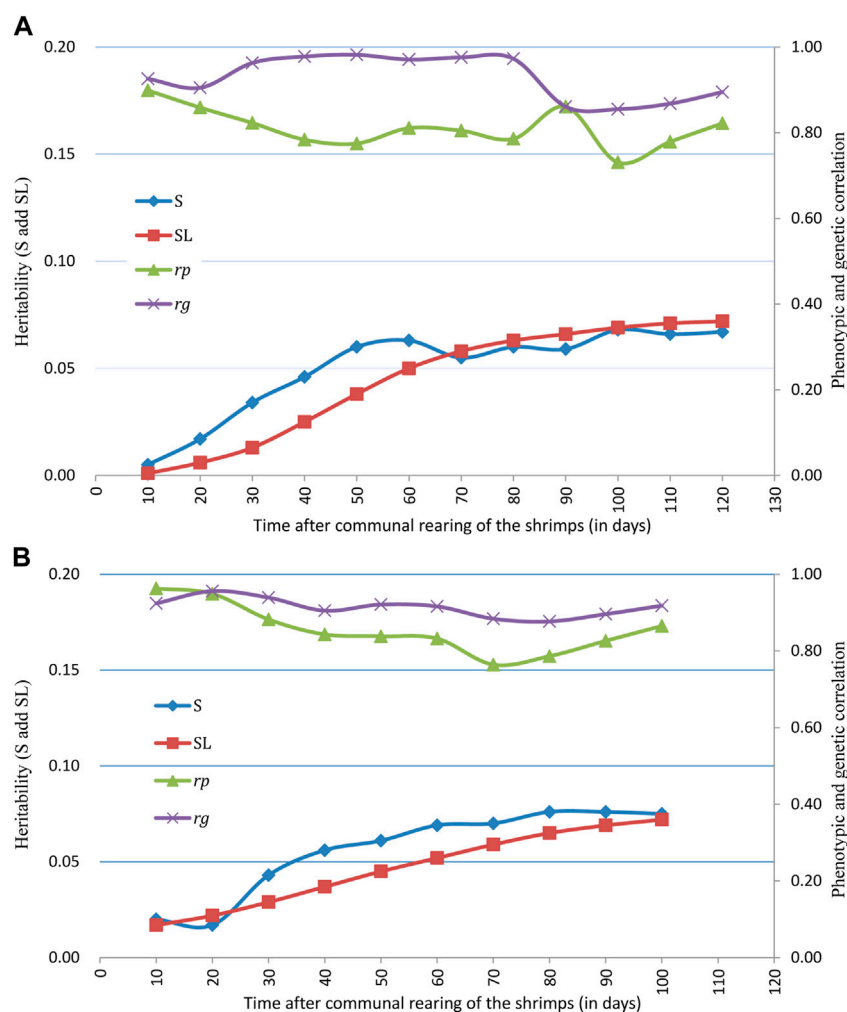 A
0.20
0.15
0.10
0.05
0.00
1.00
0.80
0.60
0.40
0.20
0.00
Heritability (S add SL)
Phenotypic and genetic correlation
S
SL
rp
rg
0 10 20 30 40 50 60 70 80 90 100 110 120 130
Time after communal rearing of the shrimps (in days)
B
0.20
0.15
0.10
0.05
0.00
1.00
0.80
0.60
0.40
0.20
0.00
Heritability (S add SL)
Phenotypic and genetic correlation
S
SL
rp
rg
0 10 20 30 40 50 60 70 80 90 100 110 120
Time after communal rearing of the shrimps (in days)